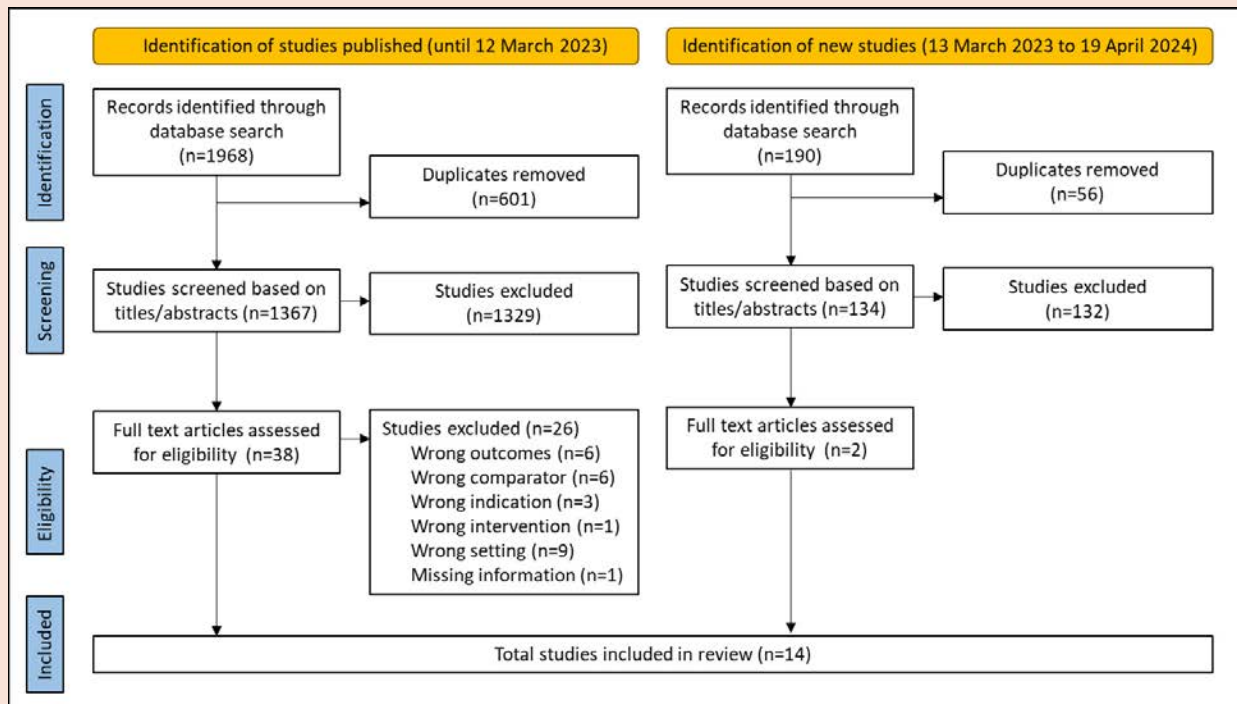 Identification of studies published (until 12 March 2023)
Identification of new studies (13 March 2023 to 19 April 2024)
Identification
Records identified through
database search
(n=1968)
Duplicates removed
(n=601)
Records identified through
database search
(n=190)
Duplicates removed
(n=56)
Screening
Studies screened based on
titles/abstracts (n=1367)
Studies excluded
(n=1329)
Studies screened based on
titles/abstracts (n=134)
Studies excluded
(n=132)
Eligibility
Full text articles assessed
for eligibility (n=38)
Studies excluded (n=26)
Wrong outcomes (n=6)
Wrong comparator (n=6)
Wrong indication (n=3)
Wrong intervention (n=1)
Wrong setting (n=9)
Missing information (n=1)
Full text articles assessed
for eligibility (n=2)
Included
Total studies included in review (n=14)